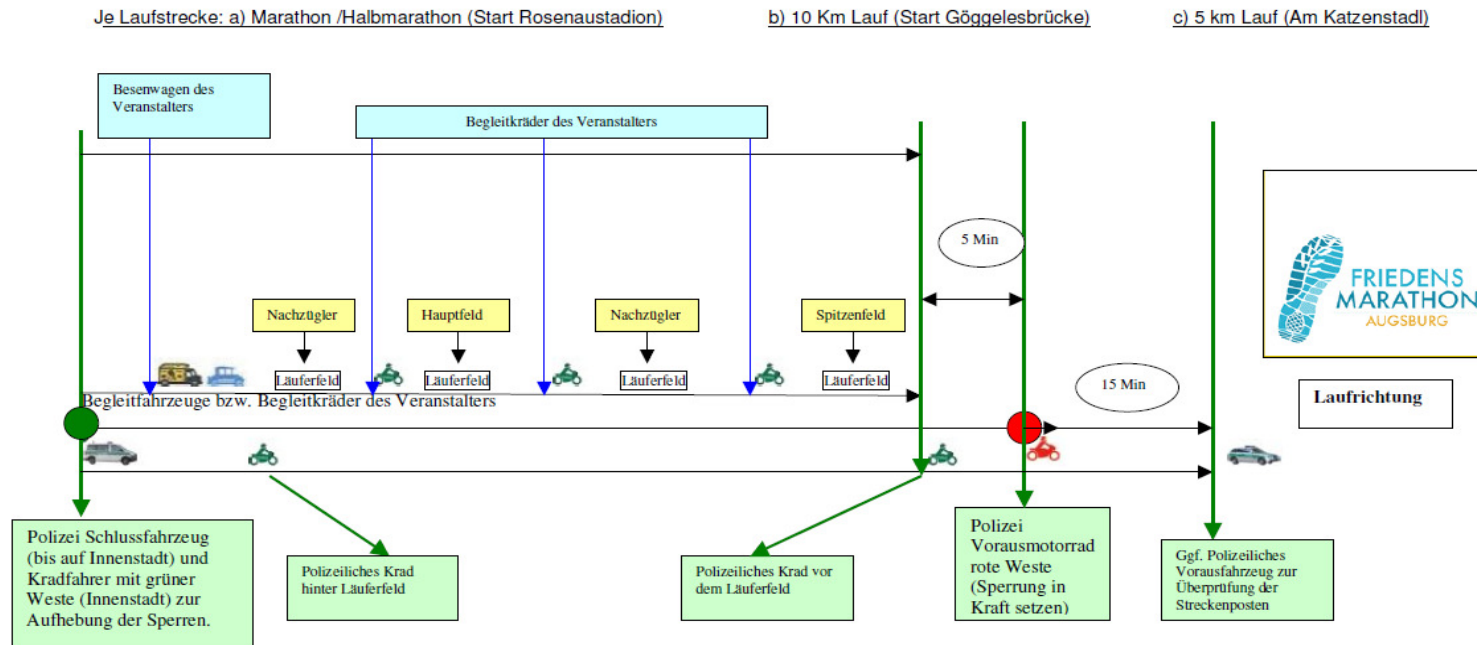 Je Laufstrecke: a) Marathon /Halbmarathon (Start Rosenaustadion)
b) 10 Km Lauf (Start Göggelesbrücke)
c) 5 km Lauf (Am Katzenstadl)
Besenwagen des
Veranstalters
Begleitkräder des Veranstalters
5 Min
FRIEDENS
MARATHON
AUGSBURG
Nachzügler
Hauptfeld
Nachzügler
Spitzenfeld
Läuferfeld
Läuferfeld
Läuferfeld
Läuferfeld
15 Min
Laufrichtung
Begleitfahrzeuge bzw. Begleitkräder des Veranstalters
Polizei Schlussfahrzeug
(bis auf Innenstadt) und
Kradfahrer mit grüner
Weste (Innenstadt) zur
Aufhebung der Sperren.
Polizeiliches Krad
hinter Läuferfeld
Polizeiliches Krad vor
dem Läuferfeld
Polizei
Vorausmotorrad
rote Weste
(Sperrung in
Kraft setzen)
Ggf. Polizeiliches
Vorausfahrzeug zur
Überprüfung der
Streckenposten